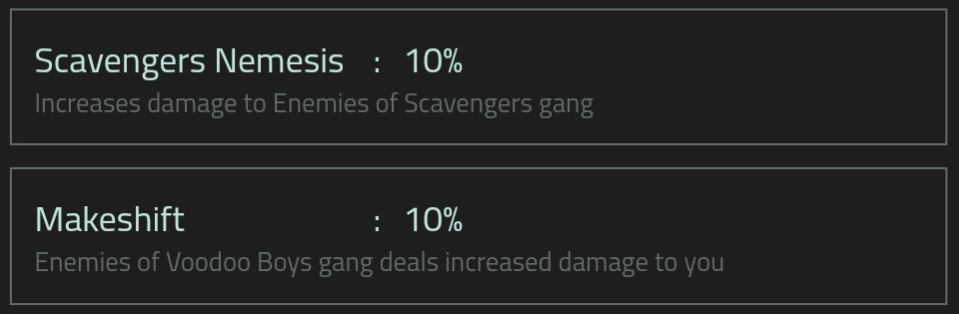 Scavengers Nemesis : 10%
Increases damage to Enemies of Scavengers gang
Makeshift : 10%
Enemies of Voodoo Boys gang deals increased damage to you